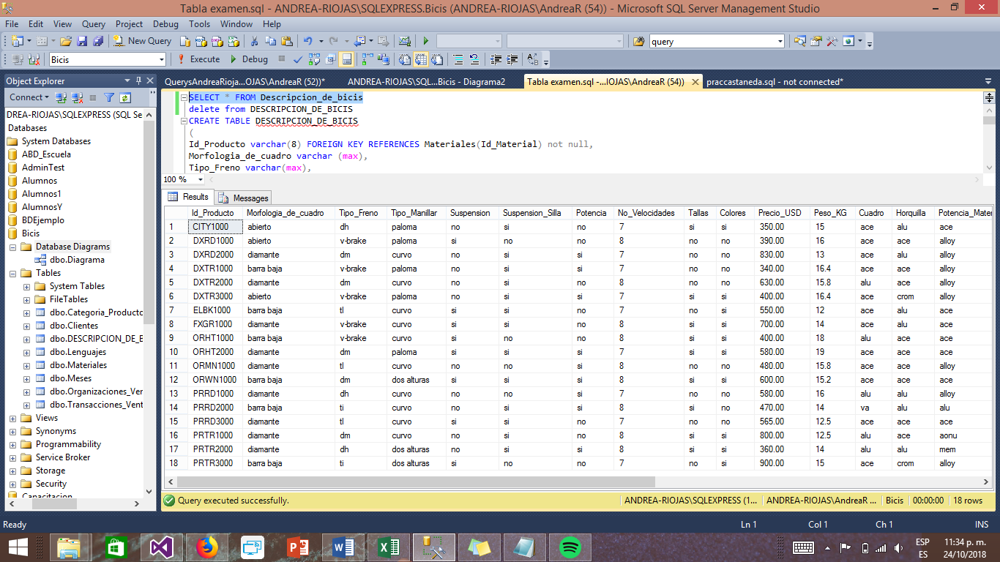 Tabla examen.sql - ANDREA-RIOJAS\SQLEXPRESS.Bicis (ANDREA-RIOJAS\AndreaR (54)) - Microsoft SQL Server Management Studio
File Edit View Query Project Debug Tools Window Help
New Query query
Bicis Execute Debug
Object Explorer
Connect
DREA-RIOJAS\SQLEXPRESS (SQL Se
Databases
System Databases
ABD_Escuela
AdminTest
Alumnos
Alumnos1
AlumnosY
BDEjemplo
Bicis
Database Diagrams
dbo.Diagrama
Tables
System Tables
FileTables
dbo.Categoria_Producto
dbo.Clientes
dbo.DESCRIPCION_DE_B
dbo.Lenguajes
dbo.Materiales
dbo.Meses
dbo.Organizaciones_Ver
dbo.Transacciones_Vent
Views
Synonyms
Programmability
Service Broker
Storage
Security
Capacitacion
QuerysAndreaRioja...OJAS\AndreaR (52))* ANDREA-RIOJAS\SQL...Bicis - Diagrama2 Tabla examen.sql -...IOJAS\AndreaR (54)) praccastaneda.sql - not connected*
SELECT * FROM Descripcion_de_bicis
delete from DESCRIPCION_DE_BICIS
CREATE TABLE DESCRIPCION_DE_BICIS
(
Id_Producto varchar(8) FOREIGN KEY REFERENCES Materiales(Id_Material) not null,
Morfologia_de_cuadro varchar (max),
Tipo_Freno varchar(max),
100 %
Results Messages
Id_Producto Morfologia_de_cuadro Tipo_Freno Tipo_Manillar Suspension Suspension_Silla Potencia No_Velocidades Tallas Colores Precio_USD Peso_KG Cuadro Horquilla Potencia_Mater
1 CITY1000 abierto dh paloma no si no 7 si si 350.00 15 ace alu ace
2 DXRD1000 abierto v-brake paloma si no no 8 no no 390.00 16 ace ace alloy
3 DXRD2000 diamante dm curvo no si si 7 no no 830.00 13 ace alu alloy
4 DXTR1000 barra baja v-brake paloma no si si 7 no no 340.00 16.4 ace ace alloy
5 DXTR2000 diamante dm curvo no si no 8 no no 630.00 15.8 alu ace alloy
6 DXTR3000 abierto v-brake paloma no si si 7 si si 400.00 16.4 ace crom alloy
7 ELBK1000 barra baja tl curvo si si no 7 no si 550.00 12 ace alu ace
8 FXGR1000 diamante v-brake curvo si si no 8 si si 700.00 14 ace alu ace
9 ORHT1000 barra baja v-brake curvo si no no 8 si si 400.00 18 alu ace ace
10 ORHT2000 diamante dm paloma si si si 7 si si 580.00 19 ace ace ace
11 ORMN1000 diamante tl curvo no no si 8 no no 480.00 15.8 ace ace alloy
12 ORWN1000 barra baja dm dos alturas si si si 8 si si 600.00 15.2 ace ace ace
13 PRRD1000 diamante dh curvo no no si 7 no no 580.00 16 alu alu alloy
14 PRRD2000 barra baja ti curvo no si si 8 si no 470.00 14 va alu alu
15 PRRD3000 diamante tl curvo si si no 7 no no 565.00 12.5 ace ace ace
16 PRTR1000 diamante dm curvo no si si 8 si si 800.00 12.5 alu ace aonu
17 PRTR2000 diamante dh dos alturas no si si 8 si si 360.00 14 alu alu mem
18 PRTR3000 barra baja ti dos alturas si no no 7 no si 900.00 15 ace crom alloy
Query executed successfully. ANDREA-RIOJAS\SQLEXPRESS (1... ANDREA-RIOJAS\AndreaR ... Bicis 00:00:00 18 rows
Ready Ln 1 Col 1 Ch 1 INS
ESP 11:34 p. m.
ES 24/10/2018